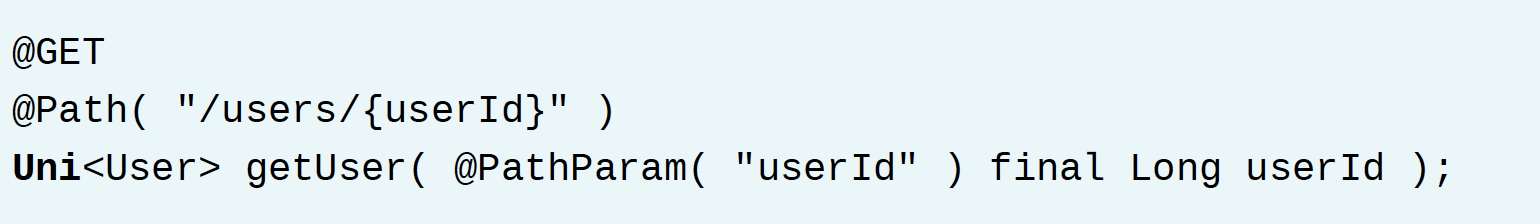 @GET
@Path( "/users/{userId}" )
Uni<User> getUser( @PathParam( "userId" ) final Long userId );